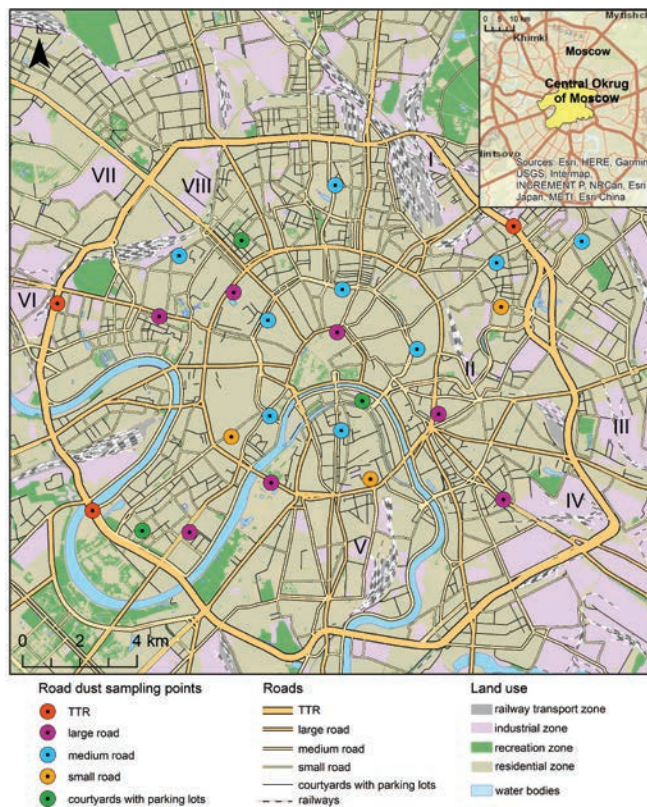 0 5 10 km
Khimki
Moscow
Central Okrug
of Moscow
Sources: Esri, HERE, Garmin,
USGS, Intermap,
INCREMENT P, NRCan, Esri
Japan, METI, Esri China
I
VII
VIII
VI
II
III
IV
V
0 2 4 km
Road dust sampling points
TTR
large road
medium road
small road
courtyards with parking lots
Roads
TTR
large road
medium road
small road
courtyards with parking lots
railways
Land use
railway transport zone
industrial zone
recreation zone
residential zone
water bodies